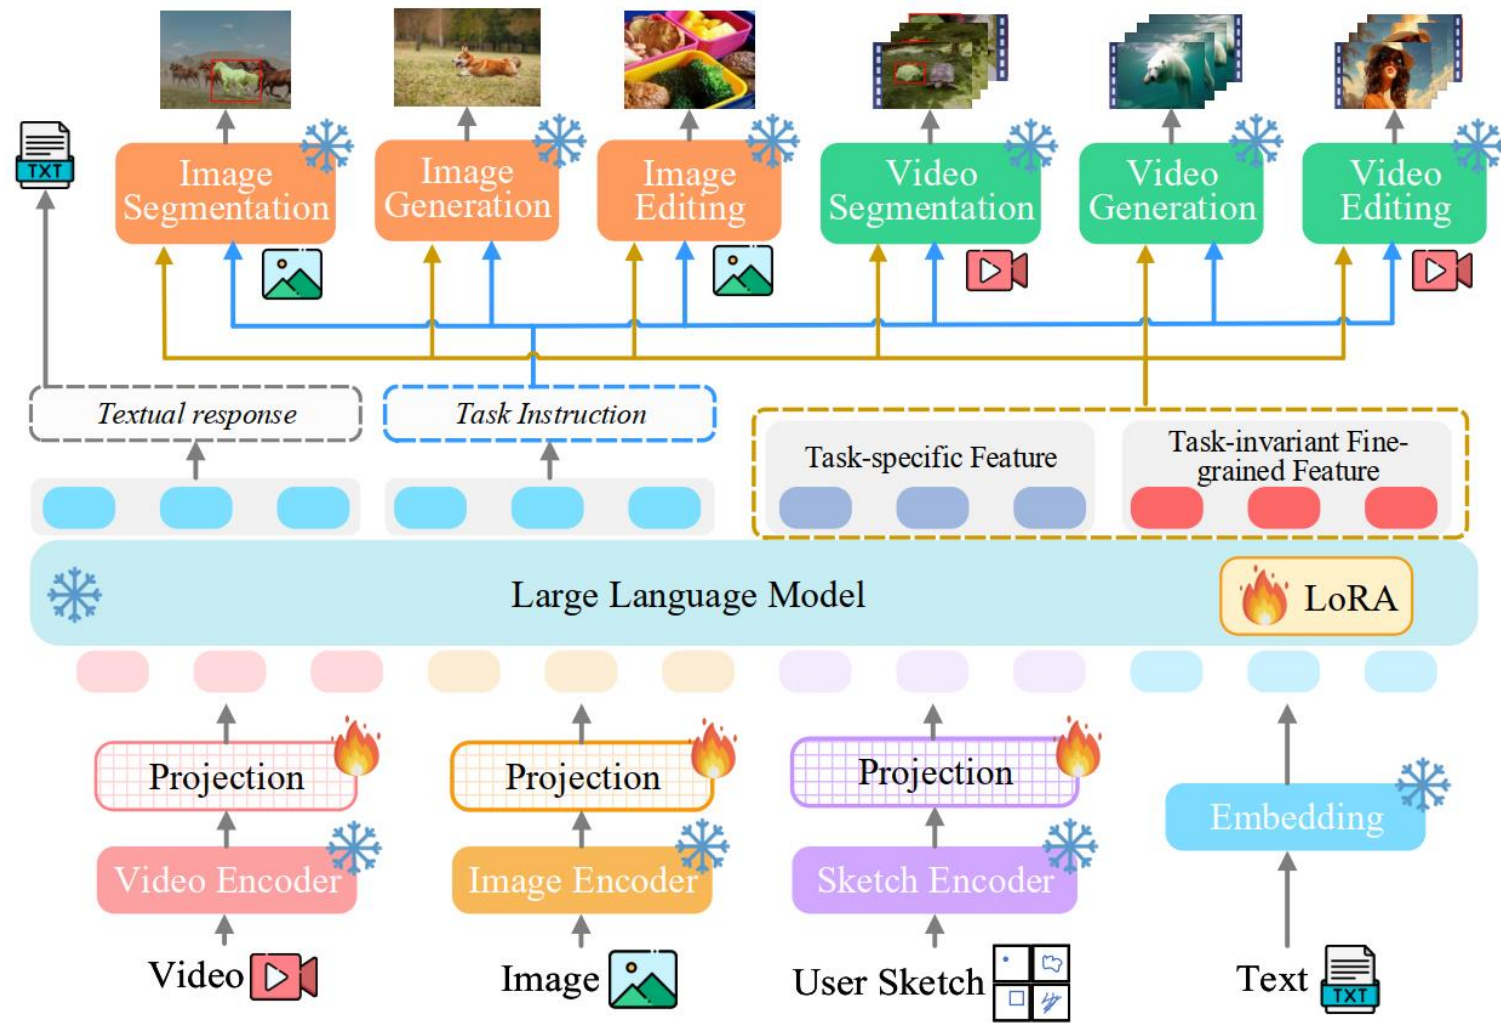 TXT
Image
Segmentation
Image
Generation
Image
Editing
Video
Segmentation
Video
Generation
Video
Editing
Textual response
Task Instruction
Task-specific Feature
Task-invariant Fine-
grained Feature
Large Language Model
LoRA
Projection
Projection
Projection
Embedding
Video Encoder
Image Encoder
Sketch Encoder
Video
Image
User Sketch
Text
TXT